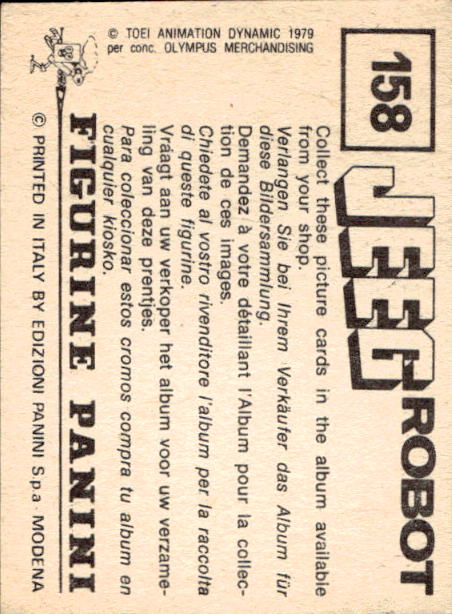 158
JEEG ROBOT
© TOEI ANIMATION DYNAMIC 1979
per conc. OLYMPUS MERCHANDISING
Collect these picture cards in the album available
from your shop.
Verlangen Sie bei Ihrem Verkäufer das Album für
diese Bildersammlung.
Demandez à votre détaillant l'Album pour la collec-
tion de ces images.
Chiedete al vostro rivenditore l'album per la raccolta
di queste figurine.
Vráagt aan uw verkoper het album voor uw verzame-
ling van deze prentjes.
Para coleccionar estos cromos compra tu album en
cualquier kiosko.
FIGURINE PANINI
© PRINTED IN ITALY BY EDIZIONI PANINI S.p.a - MODENA